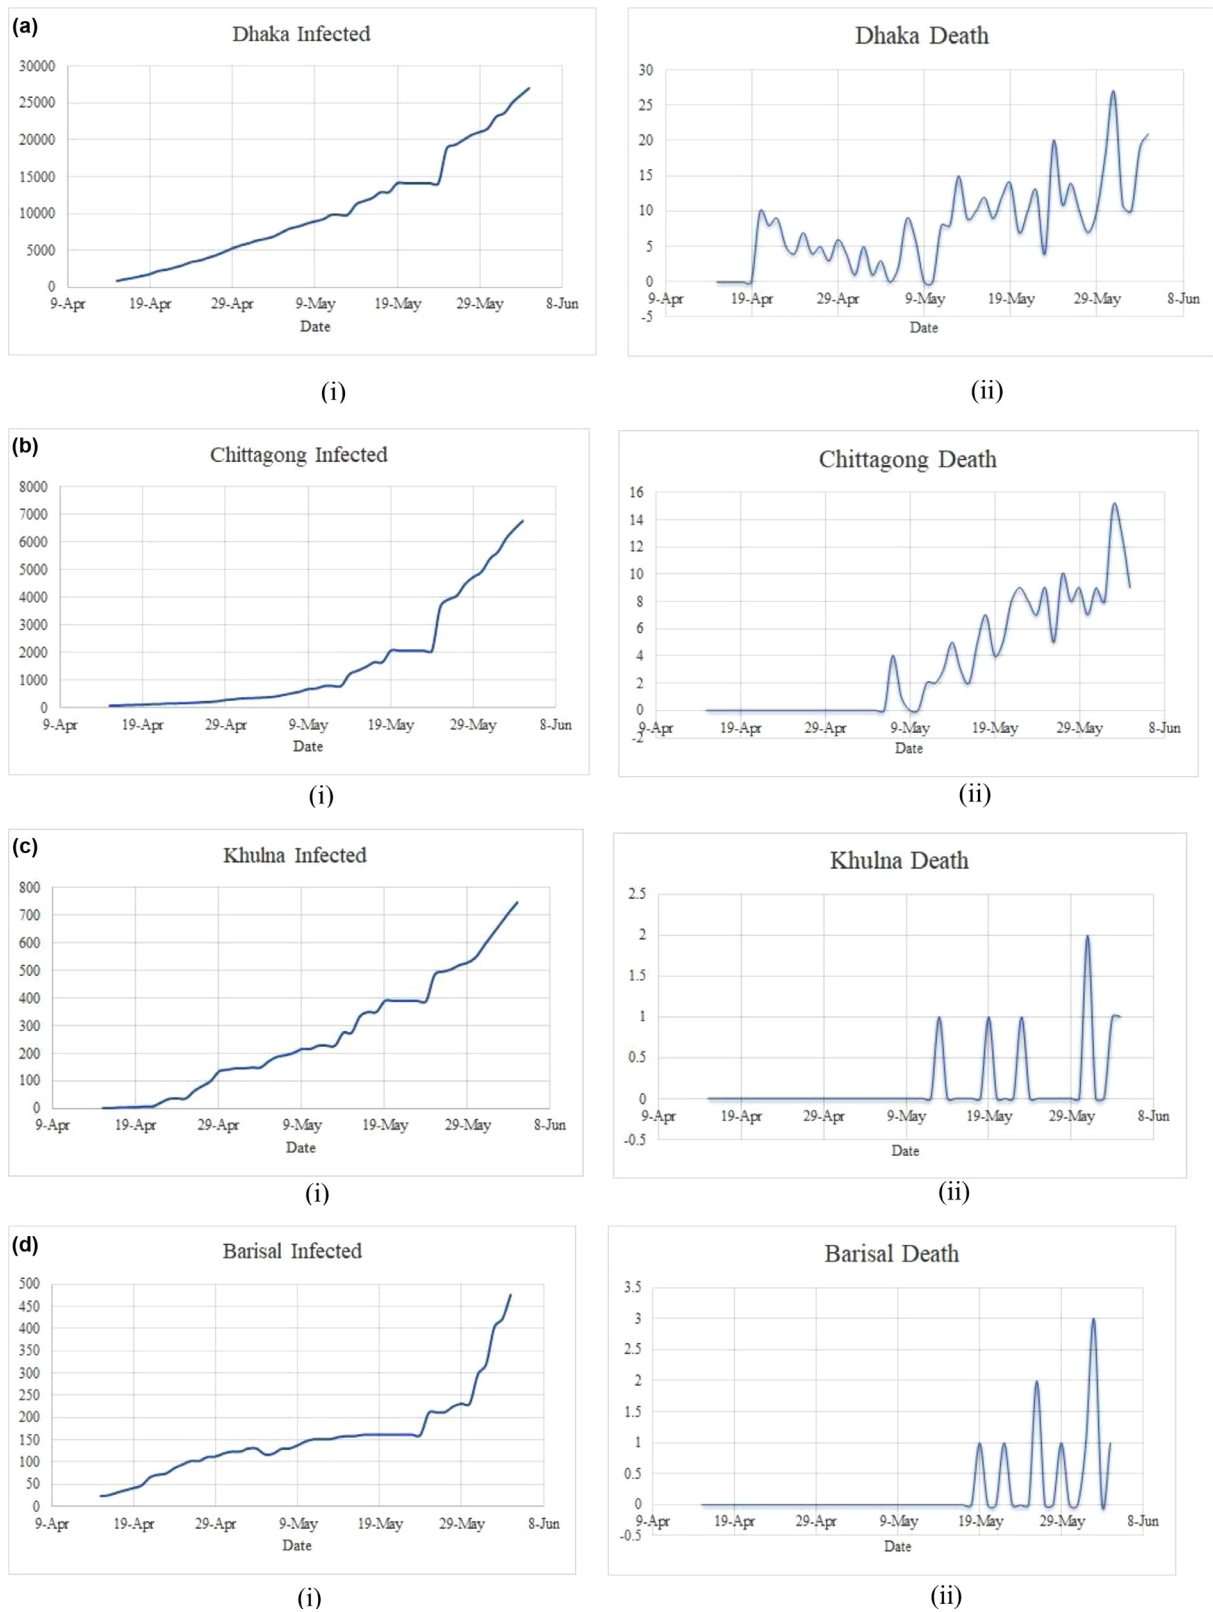 (a)
Dhaka Infected
30000
25000
20000
15000
10000
5000
0
9-Apr 19-Apr 29-Apr 9-May 19-May 29-May 8-Jun
Date
(i)
Dhaka Death
30
25
20
15
10
5
0
-5
9-Apr 19-Apr 29-Apr 9-May 19-May 29-May 8-Jun
Date
(ii)
(b)
Chittagong Infected
8000
7000
6000
5000
4000
3000
2000
1000
0
9-Apr 19-Apr 29-Apr 9-May 19-May 29-May 8-Jun
Date
(i)
Chittagong Death
16
14
12
10
8
6
4
2
0
-2
9-Apr 19-Apr 29-Apr 9-May 19-May 29-May 8-Jun
Date
(ii)
(c)
Khulna Infected
800
700
600
500
400
300
200
100
0
9-Apr 19-Apr 29-Apr 9-May 19-May 29-May 8-Jun
Date
(i)
Khulna Death
2.5
2
1.5
1
0.5
0
-0.5
9-Apr 19-Apr 29-Apr 9-May 19-May 29-May 8-Jun
Date
(ii)
(d)
Barisal Infected
500
450
400
350
300
250
200
150
100
50
0
9-Apr 19-Apr 29-Apr 9-May 19-May 29-May 8-Jun
Date
(i)
Barisal Death
3.5
3
2.5
2
1.5
1
0.5
0
-0.5
9-Apr 19-Apr 29-Apr 9-May 19-May 29-May 8-Jun
Date
(ii)